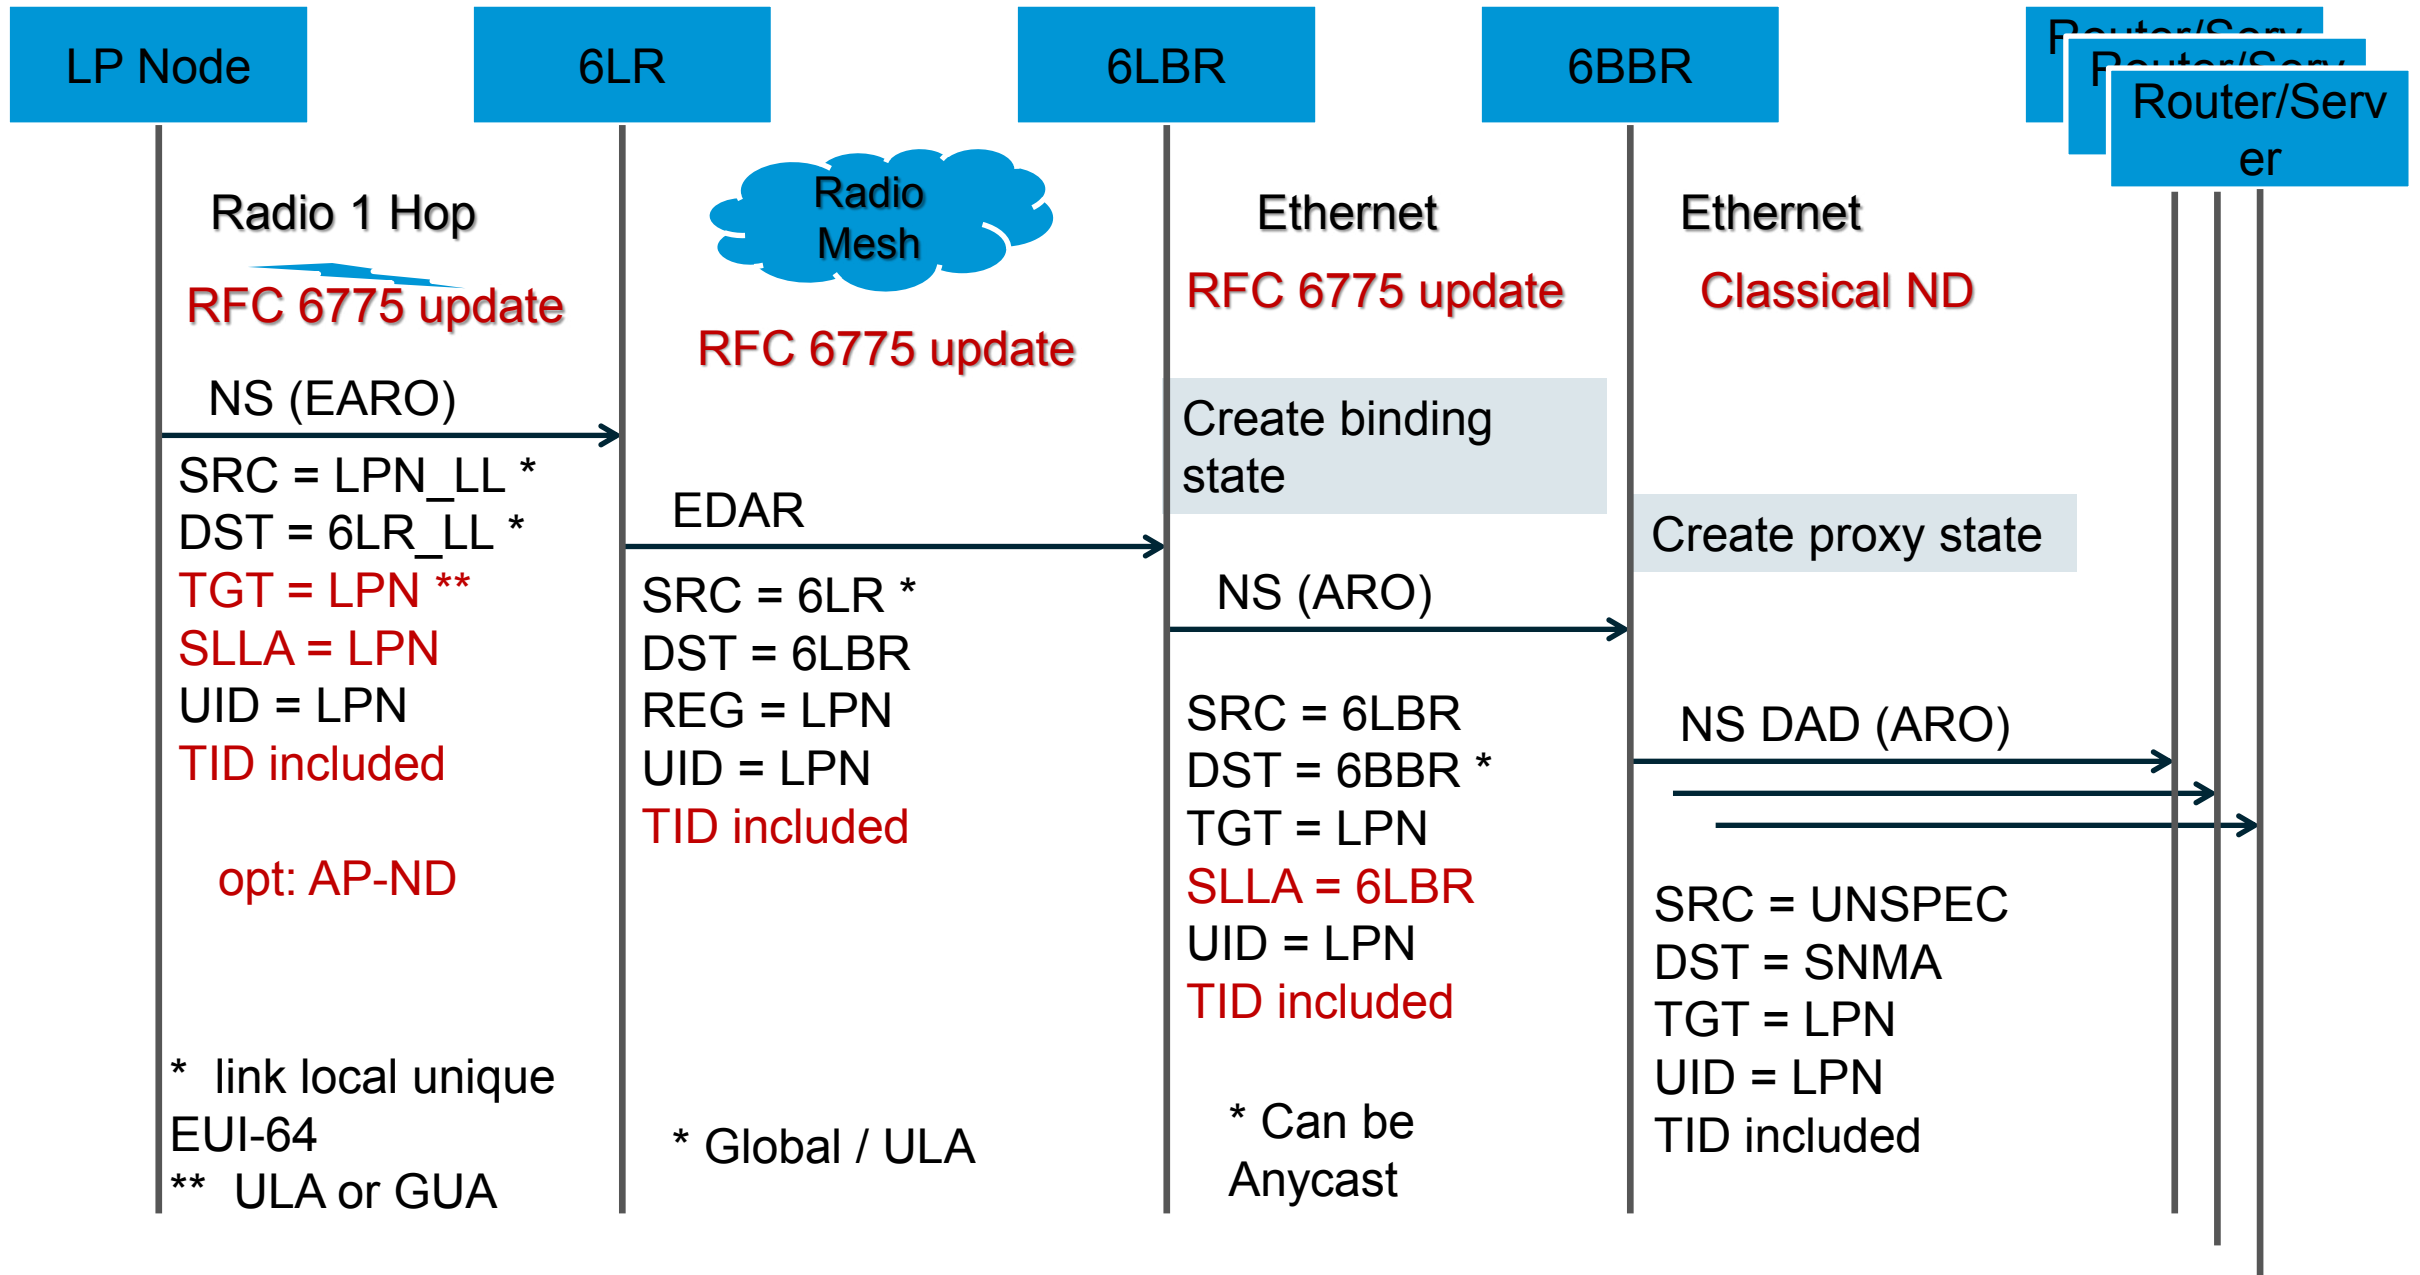 LP Node
6LR
6LBR
6BBR
Router/Serv
Router/Serv
Router/Serv
er
Radio 1 Hop
RFC 6775 update
Radio
Mesh
RFC 6775 update
Ethernet
RFC 6775 update
Ethernet
Classical ND
NS (EARO)
SRC = LPN_LL *
DST = 6LR_LL *
TGT = LPN **
SLLA = LPN
UID = LPN
TID included
opt: AP-ND
* link local unique
EUI-64
** ULA or GUA
EDAR
SRC = 6LR *
DST = 6LBR
REG = LPN
UID = LPN
TID included
* Global / ULA
Create binding
state
NS (ARO)
SRC = 6LBR
DST = 6BBR *
TGT = LPN
SLLA = 6LBR
UID = LPN
TID included
* Can be
Anycast
Create proxy state
NS DAD (ARO)
SRC = UNSPEC
DST = SNMA
TGT = LPN
UID = LPN
TID included